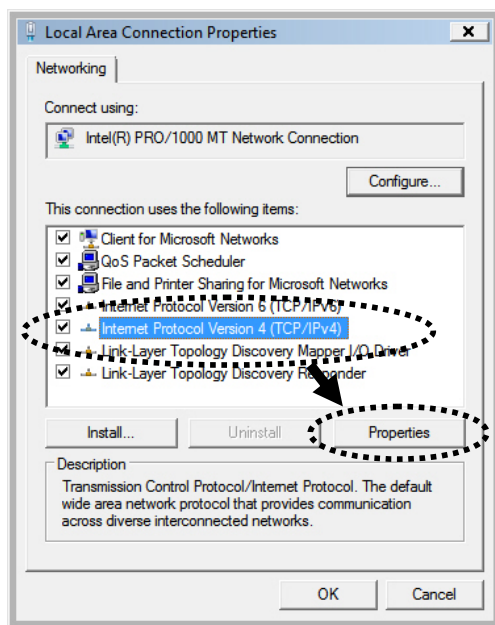 Local Area Connection Properties
Networking
Connect using:
Intel(R) PRO/1000 MT Network Connection
Configure...
This connection uses the following items:
Client for Microsoft Networks
QoS Packet Scheduler
File and Printer Sharing for Microsoft Networks
Internet Protocol Version 6 (TCP/IPv6)
Internet Protocol Version 4 (TCP/IPv4)
Link-Layer Topology Discovery Mapper I/O Driver
Link-Layer Topology Discovery Responder
Install...
Uninstall
Properties
Description
Transmission Control Protocol/Internet Protocol. The default
wide area network protocol that provides communication
across diverse interconnected networks.
OK
Cancel